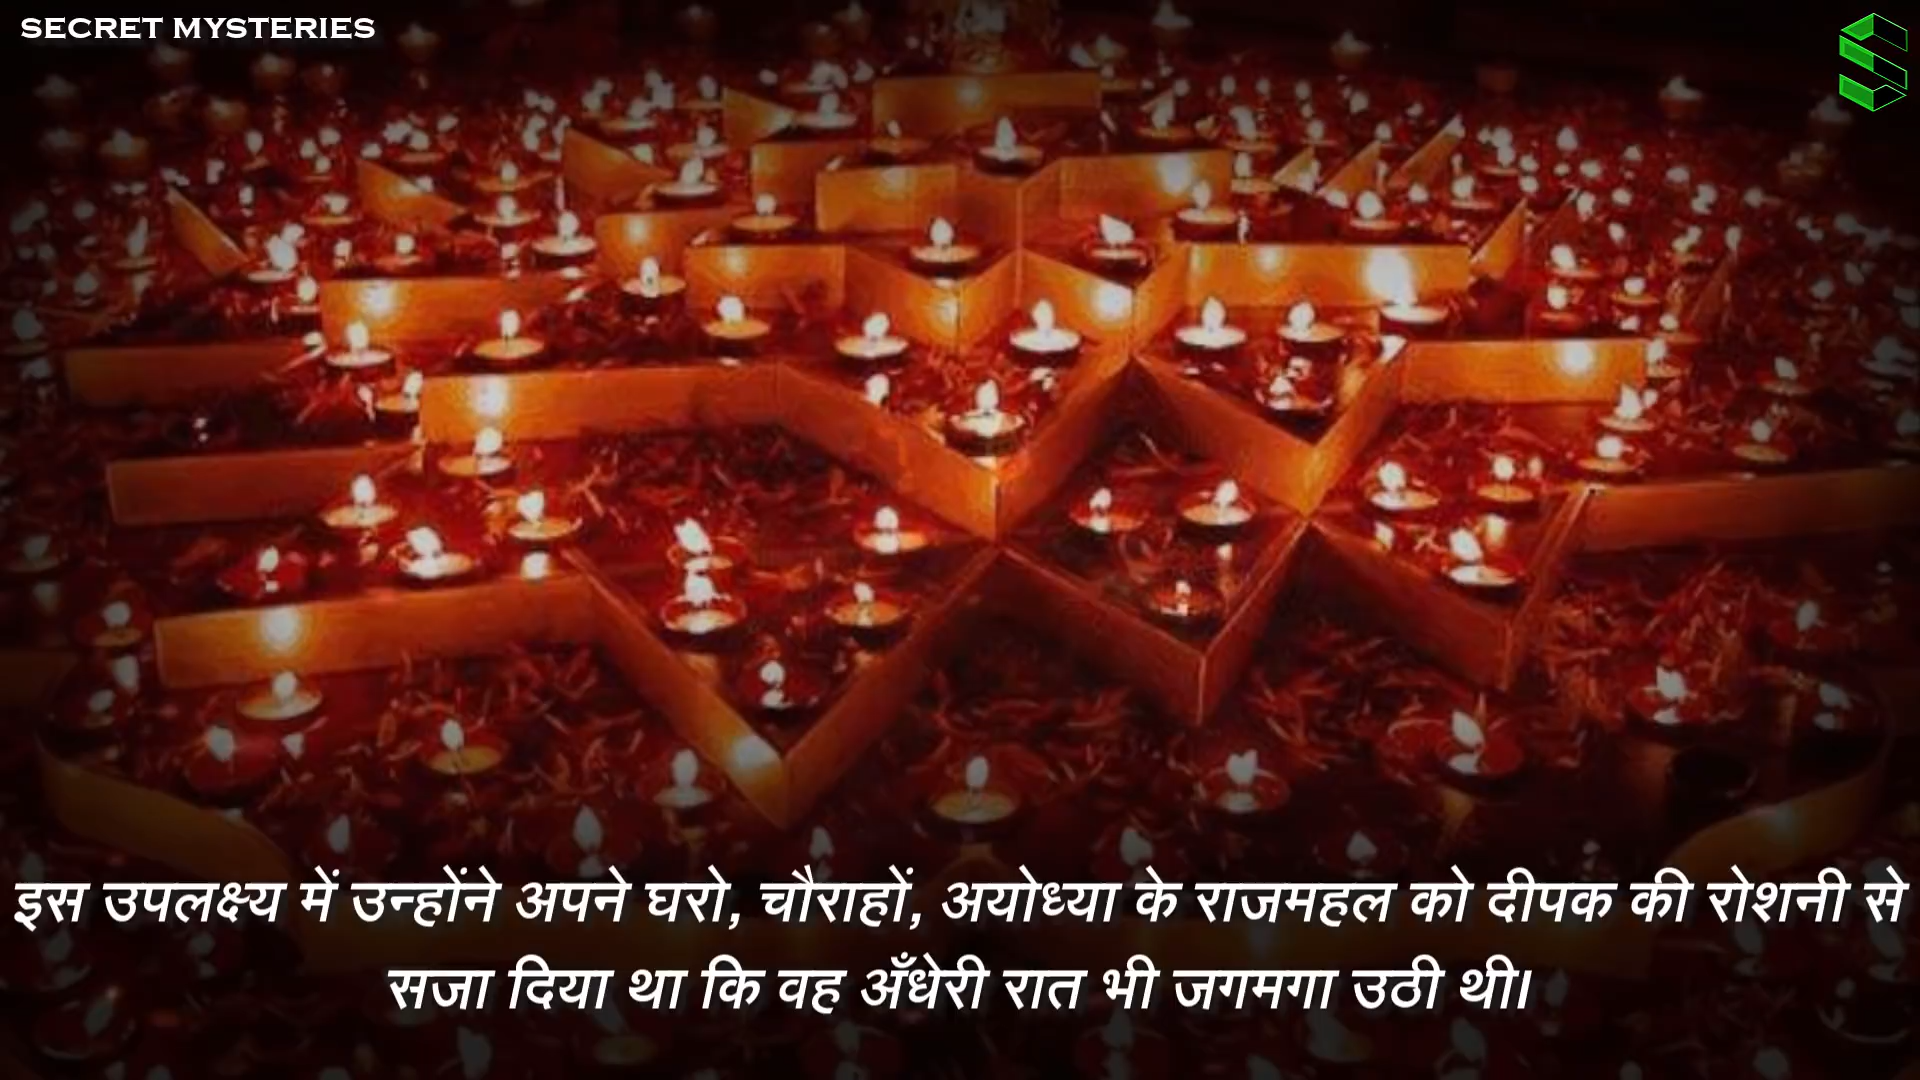 SECRET MYSTERIES
इस उपलक्ष्य में उन्होंने अपने घरो, चौराहों, अयोध्या के राजमहल को दीपक की रोशनी से
सजा दिया था कि वह अँधेरी रात भी जगमगा उठी थी।